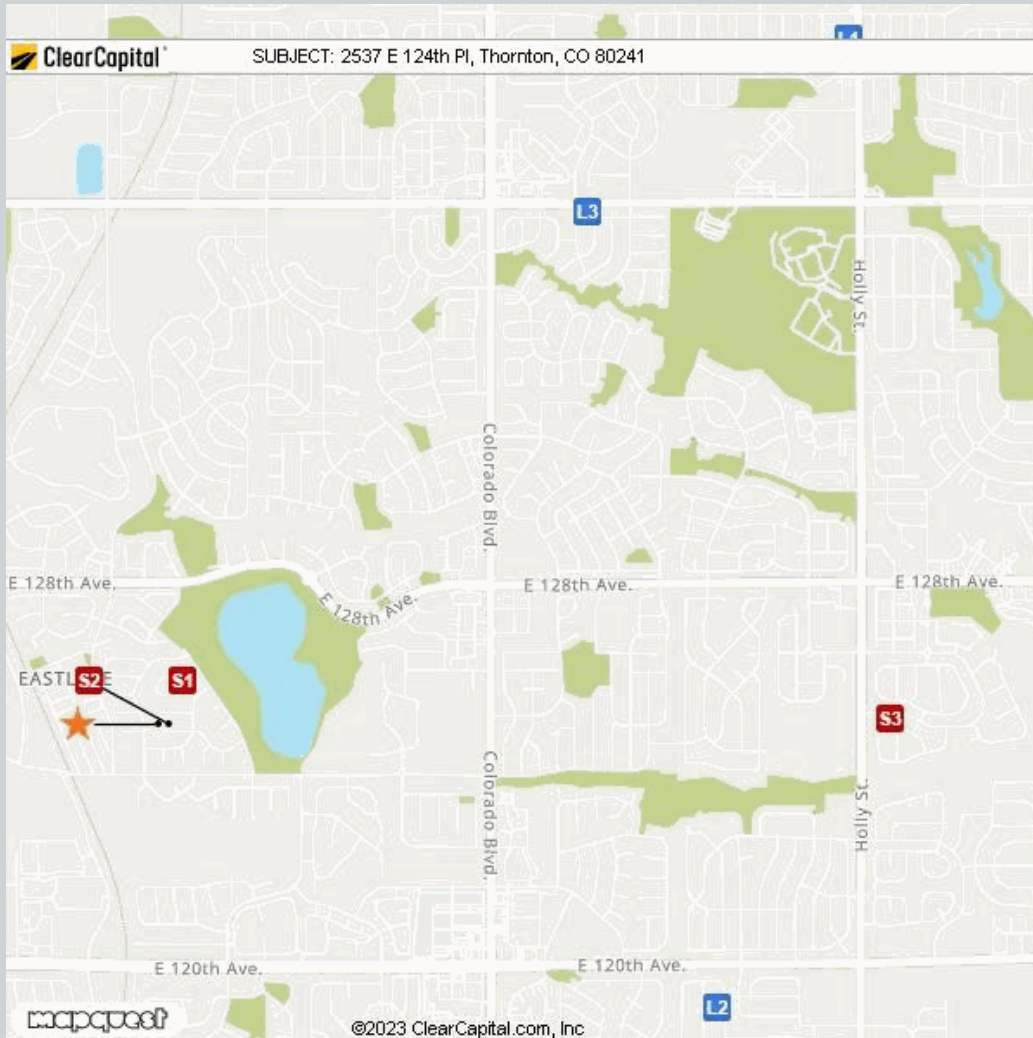 L4
ClearCapital
SUBJECT: 2537 E 124th Pl, Thornton, CO 80241
L3
Holly St.
Colorado Blvd.
E 128th Ave.
E 128th Ave.
E 128th Ave.
E 128th Ave.
EASTL E
S2
S1
S3
Colorado Blvd.
Holly St.
E 120th Ave.
E 120th Ave.
L2
mapquest
©2023 ClearCapital.com, Inc